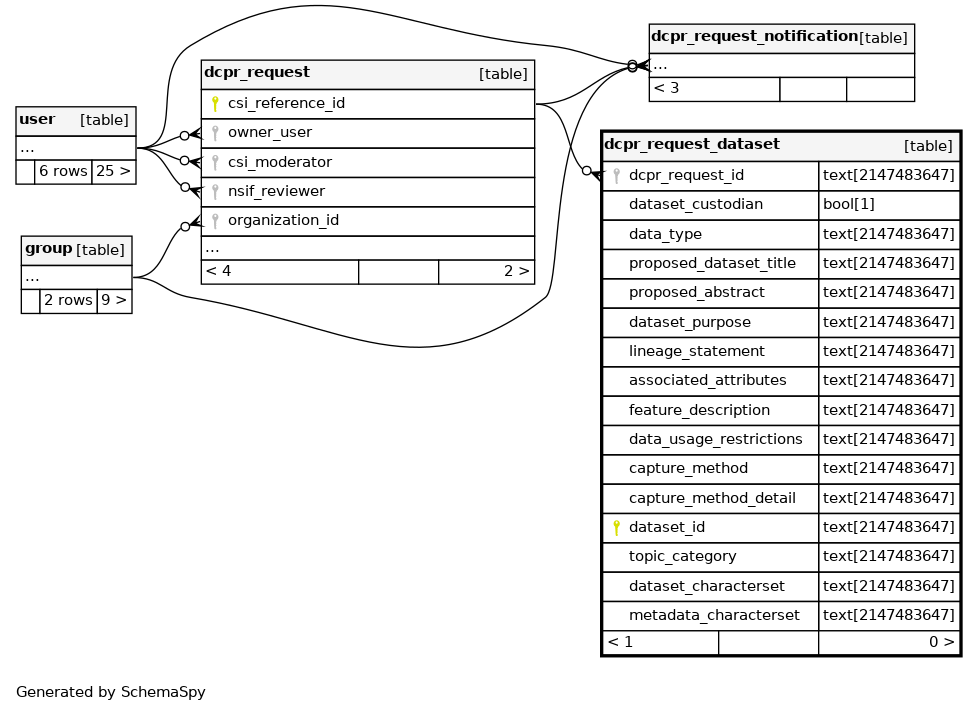 dcpr_request_notification [table]
...
< 3
dcpr_request [table]
csi_reference_id
owner_user
csi_moderator
nsif_reviewer
organization_id
...
< 4 2 >
user [table]
...
6 rows 25 >
group [table]
...
2 rows 9 >
dcpr_request_dataset [table]
dcpr_request_id text[2147483647]
dataset_custodian bool[1]
data_type text[2147483647]
proposed_dataset_title text[2147483647]
proposed_abstract text[2147483647]
dataset_purpose text[2147483647]
lineage_statement text[2147483647]
associated_attributes text[2147483647]
feature_description text[2147483647]
data_usage_restrictions text[2147483647]
capture_method text[2147483647]
capture_method_detail text[2147483647]
dataset_id text[2147483647]
topic_category text[2147483647]
dataset_characterset text[2147483647]
metadata_characterset text[2147483647]
< 1 0 >
Generated by SchemaSpy